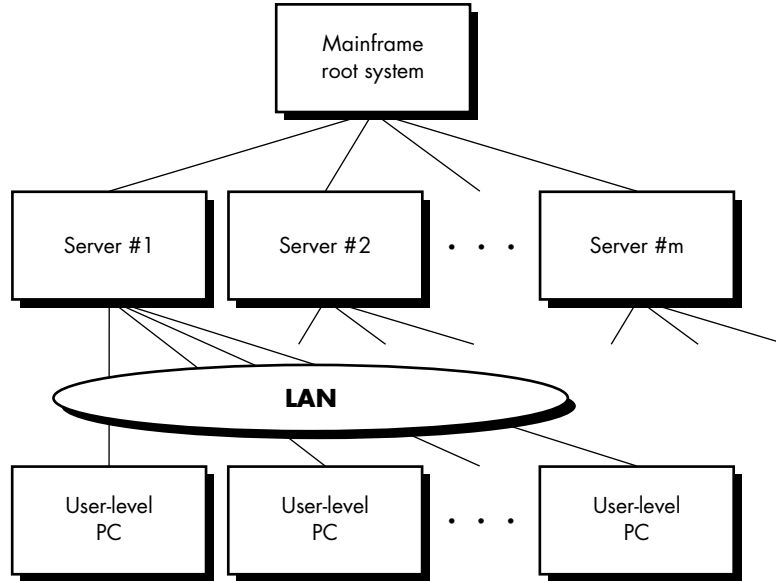 Mainframe
root system
Server #1
Server #2
. . .
Server #m
LAN
User-level
PC
User-level
PC
. . .
User-level
PC